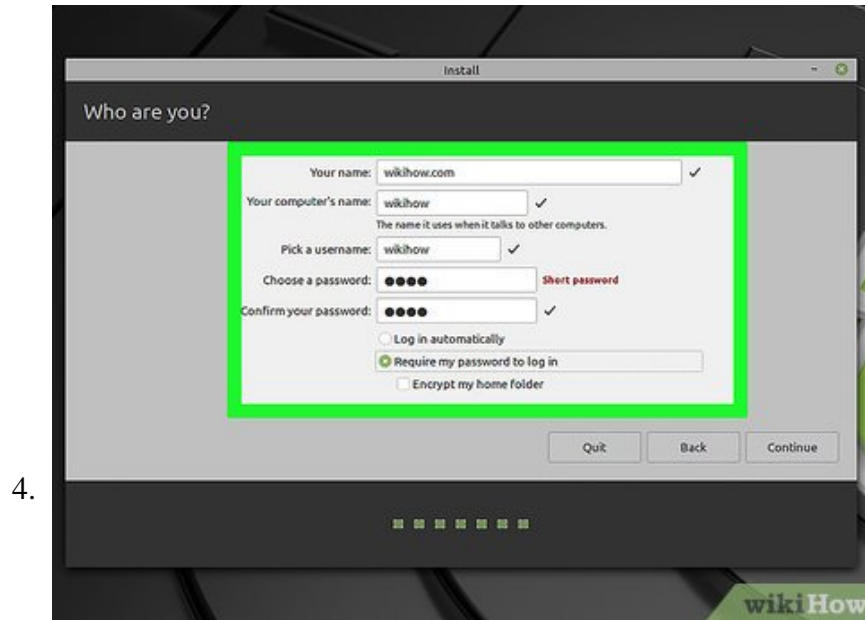 Install
Who are you?
Your name: wikihow.com
Your computer's name: wikihow
The name it uses when it talks to other computers.
Pick a username: wikihow
Choose a password: ●●●● Short password
Confirm your password: ●●●●
Log in automatically
Require my password to log in
Encrypt my home folder
Quit Back Continue
4.
wikiHow